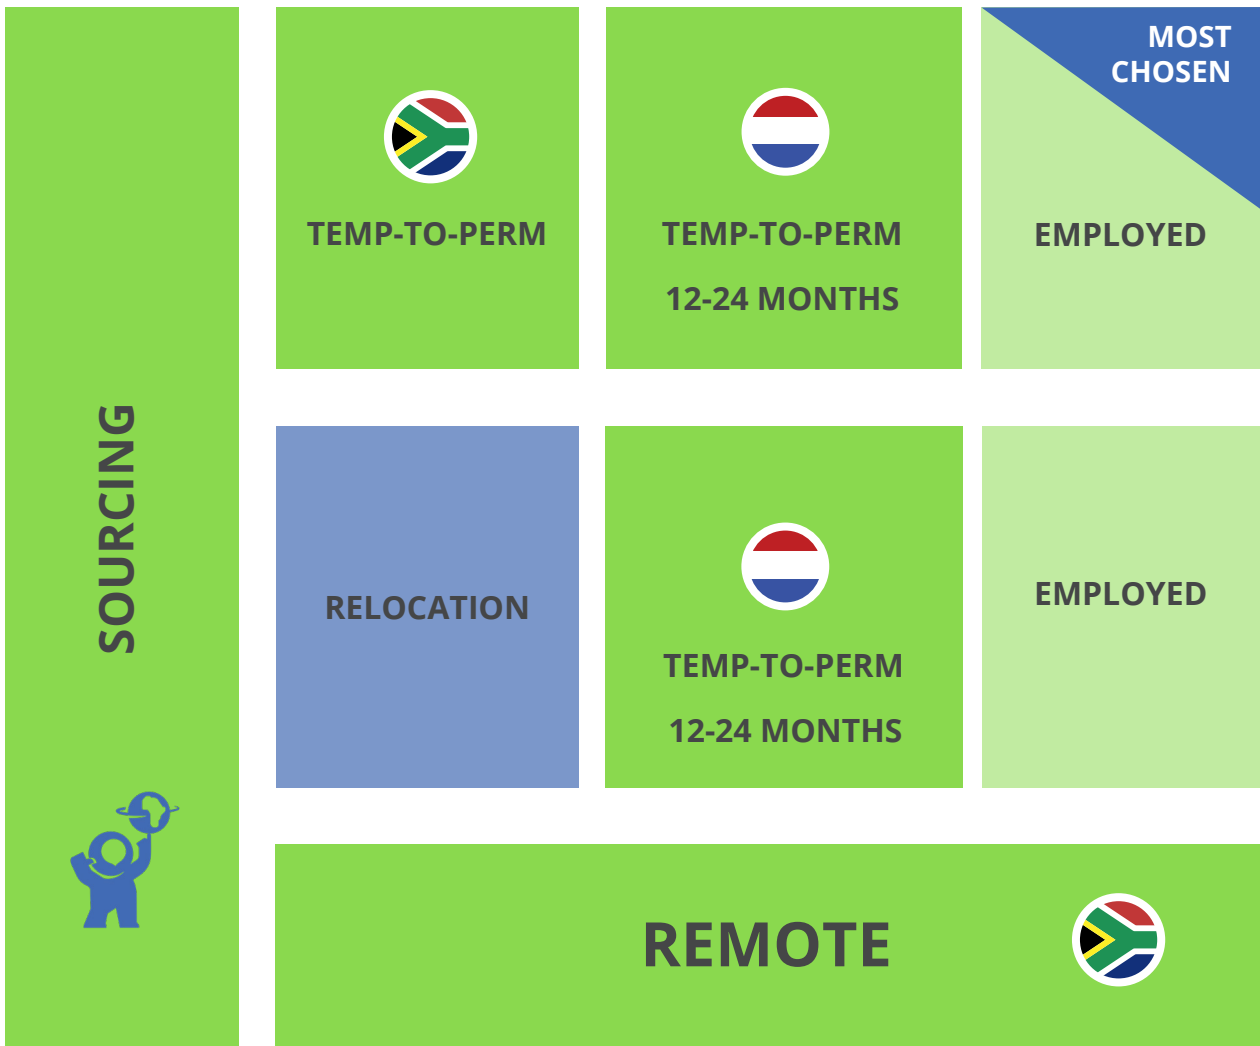 SOURCING
TEMP-TO-PERM
TEMP-TO-PERM
12-24 MONTHS
MOST
CHOSEN
EMPLOYED
RELOCATION
TEMP-TO-PERM
12-24 MONTHS
EMPLOYED
REMOTE